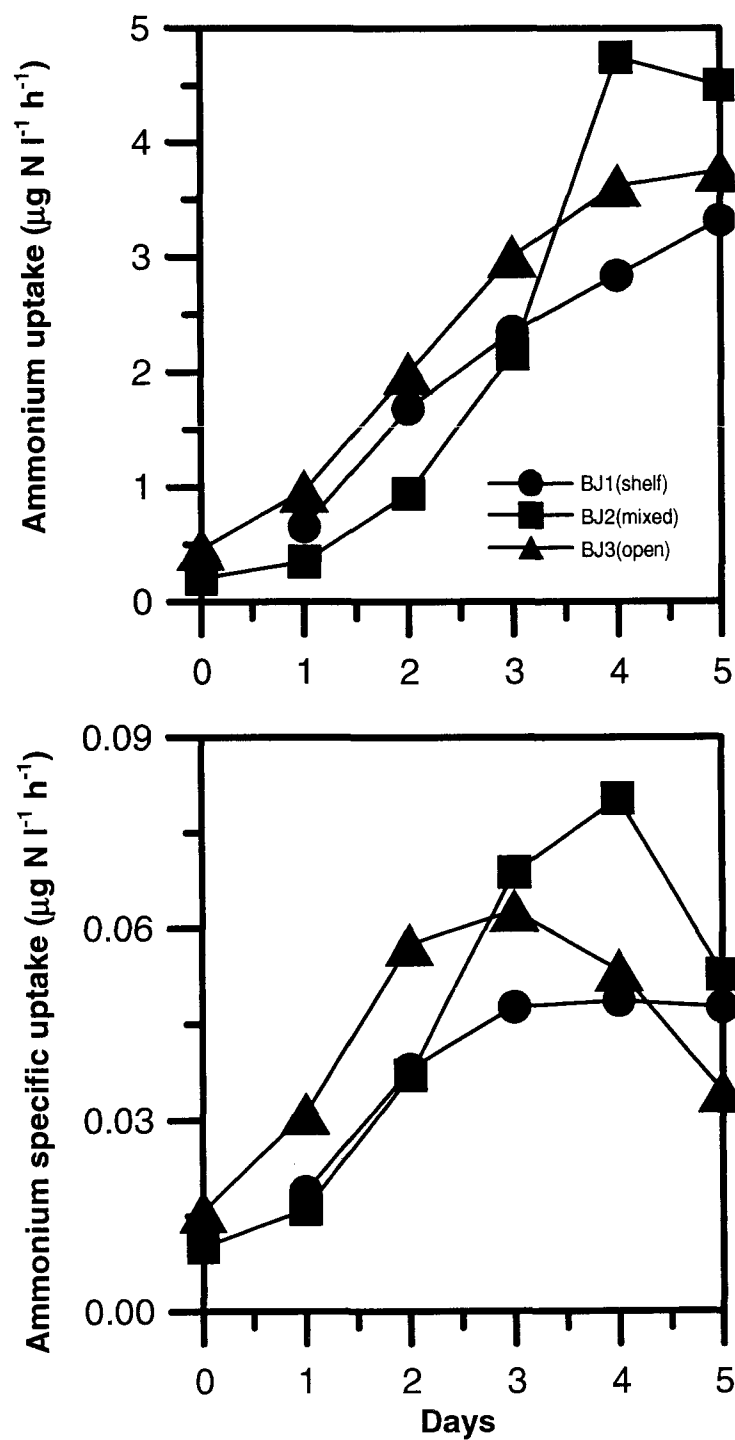 5
4
3
2
1
0
Ammonium uptake (μg N l⁻¹ h⁻¹)
BJ1(shelf)
BJ2(mixed)
BJ3(open)
0 1 2 3 4 5
0.09
0.06
0.03
0.00
Ammonium specific uptake (μg N l⁻¹ h⁻¹)
0 1 2 3 4 5
Days